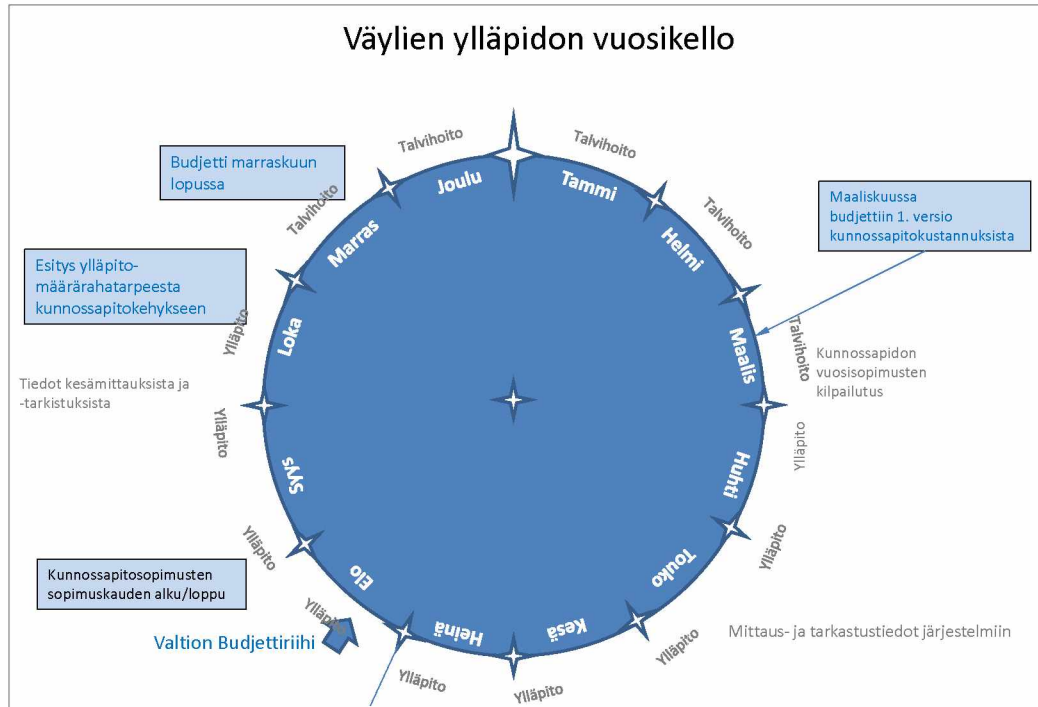 Väylien ylläpidon vuosikello
Talvihoito
Talvihoito
Budjetti marraskuun
lopussa
Joulu
Tammi
Talvihoito
Talvihoito
Maaliskuussa
budjettiin 1. versio
kunnossapitokustannuksista
Marras
Helmi
Esitys ylläpito-
määrärahatarpeesta
kunnossapitokehykseen
Ylläpito
Loka
Maalis
Talvihoito
Kunnossapidon
vuosisopimusten
kilpailutus
Tiedot kesämittauksista ja
-tarkistuksista
Ylläpito
Ylläpito
Syys
Huhti
Ylläpito
Ylläpito
Kunnossapitosopimusten
sopimuskauden alku/loppu
Elo
Touko
Ylläpito
Valtion Budjettiriihi
Heinä
Kesä
Ylläpito
Mittaus- ja tarkastustiedot järjestelmiin
Ylläpito
Ylläpito